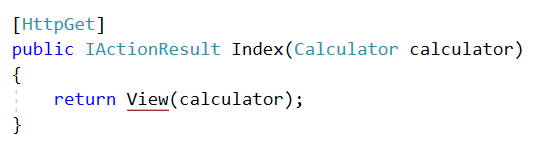 [HttpGet]
public IActionResult Index(Calculator calculator)
{
    return View(calculator);
}